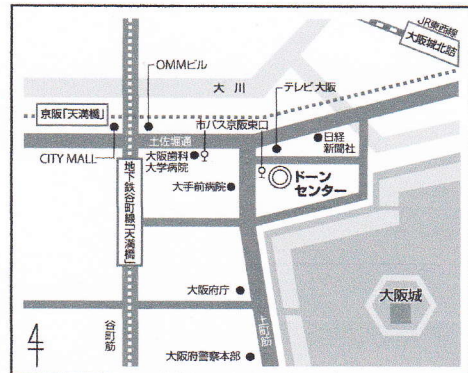 JR東西線
大阪城北詰
OMMビル
大川
テレビ大阪
京阪「天満橋」
市バス京阪東口
日経
新聞社
土佐堀通
CITY MALL
大阪歯科
大学病院
ドーン
センター
大手前病院
地下鉄谷町線「天満橋」
大阪府庁
大阪城
谷町筋
上町筋
大阪府警察本部